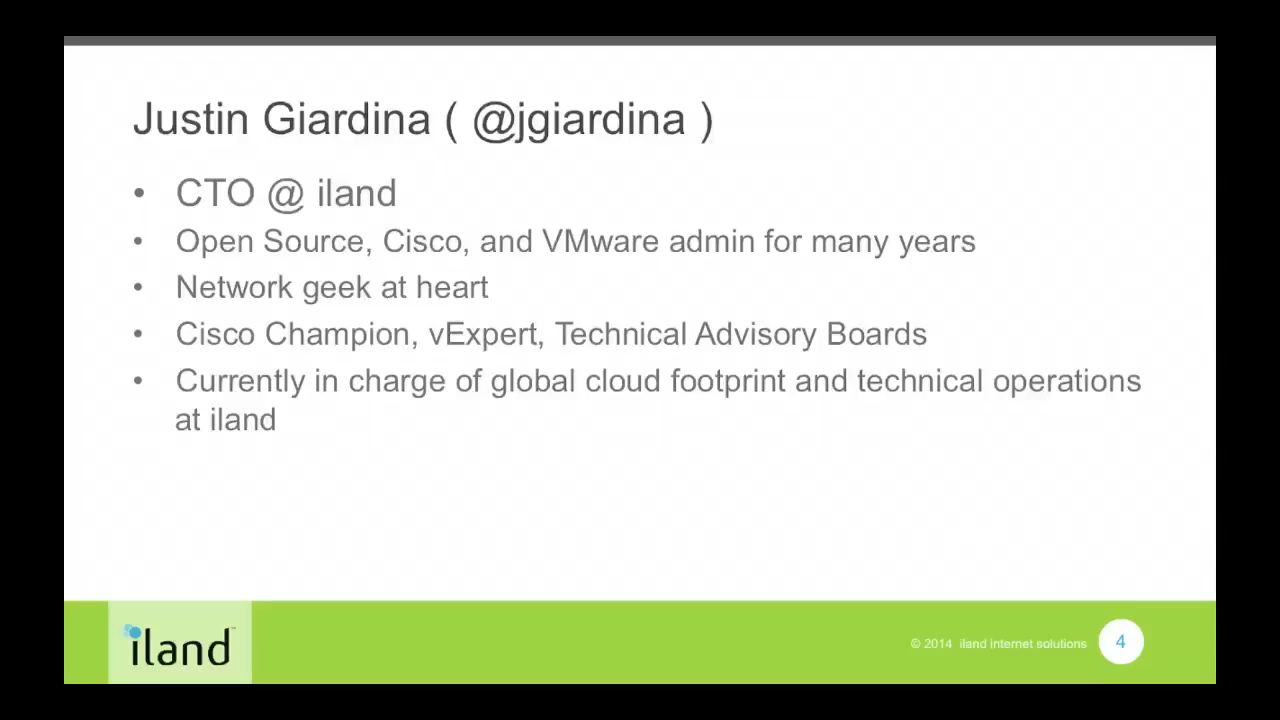 Justin Giardina ( @jgiardina )
• CTO @ iland
• Open Source, Cisco, and VMware admin for many years
• Network geek at heart
• Cisco Champion, vExpert, Technical Advisory Boards
• Currently in charge of global cloud footprint and technical operations
at iland
iland™
© 2014 iland internet solutions
4